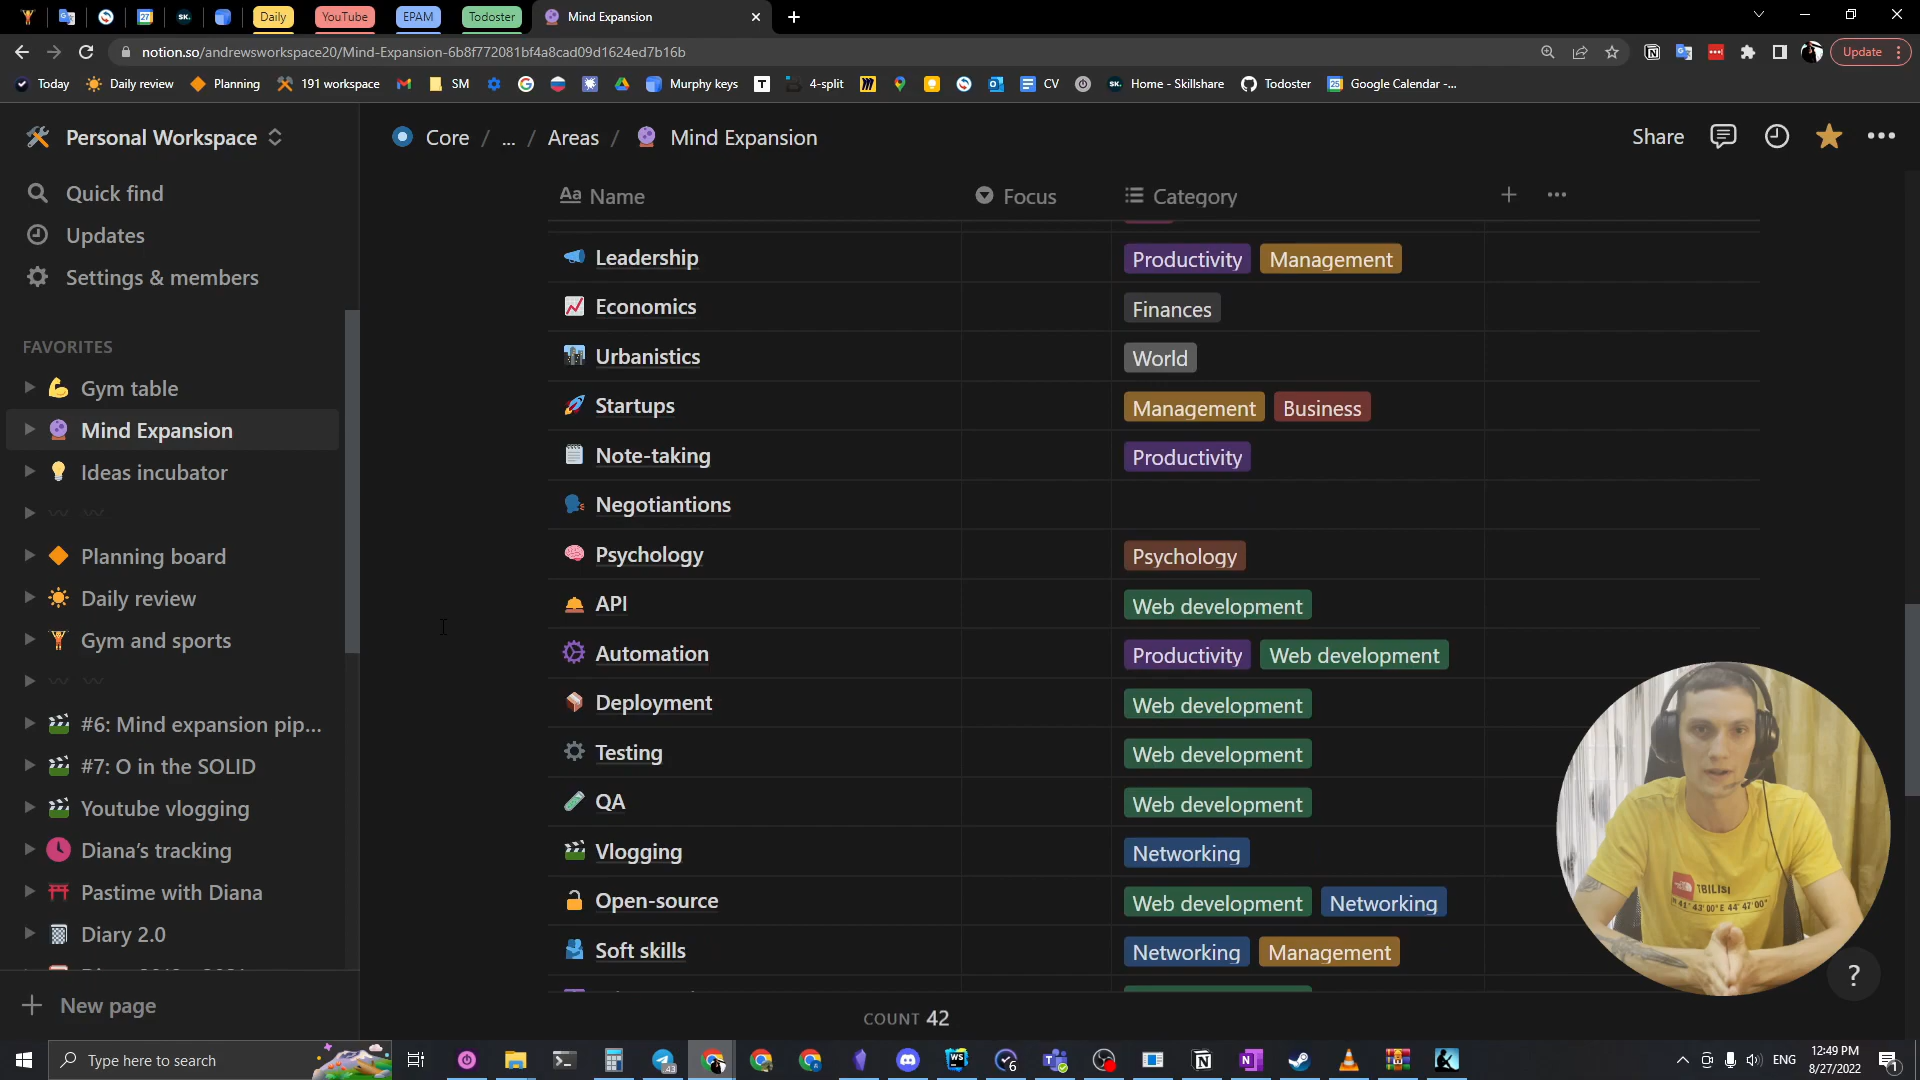 Daily
YouTube
EPAM
Todoster
Mind Expansion
notion.so/andrewsworkspace20/Mind-Expansion-6b8f772081bf4a8cad09d1624ed7b16b
Update
Today
Daily review
Planning
191 workspace
SM
Murphy keys
4-split
CV
Home - Skillshare
Todoster
Google Calendar -...
Personal Workspace
Core / ... / Areas / Mind Expansion
Share
Quick find
Updates
Settings & members
FAVORITES
Gym table
Mind Expansion
Ideas incubator
Planning board
Daily review
Gym and sports
#6: Mind expansion pip...
#7: O in the SOLID
Youtube vlogging
Diana's tracking
Pastime with Diana
Diary 2.0
New page
Aa Name Focus Category
Leadership Productivity Management
Economics Finances
Urbanistics World
Startups Management Business
Note-taking Productivity
Negotiantions
Psychology Psychology
API Web development
Automation Productivity Web development
Deployment Web development
Testing Web development
QA Web development
Vlogging Networking
Open-source Web development Networking
Soft skills Networking Management
COUNT 42
TBILISI
?
Type here to search
ENG
12:49 PM
8/27/2022